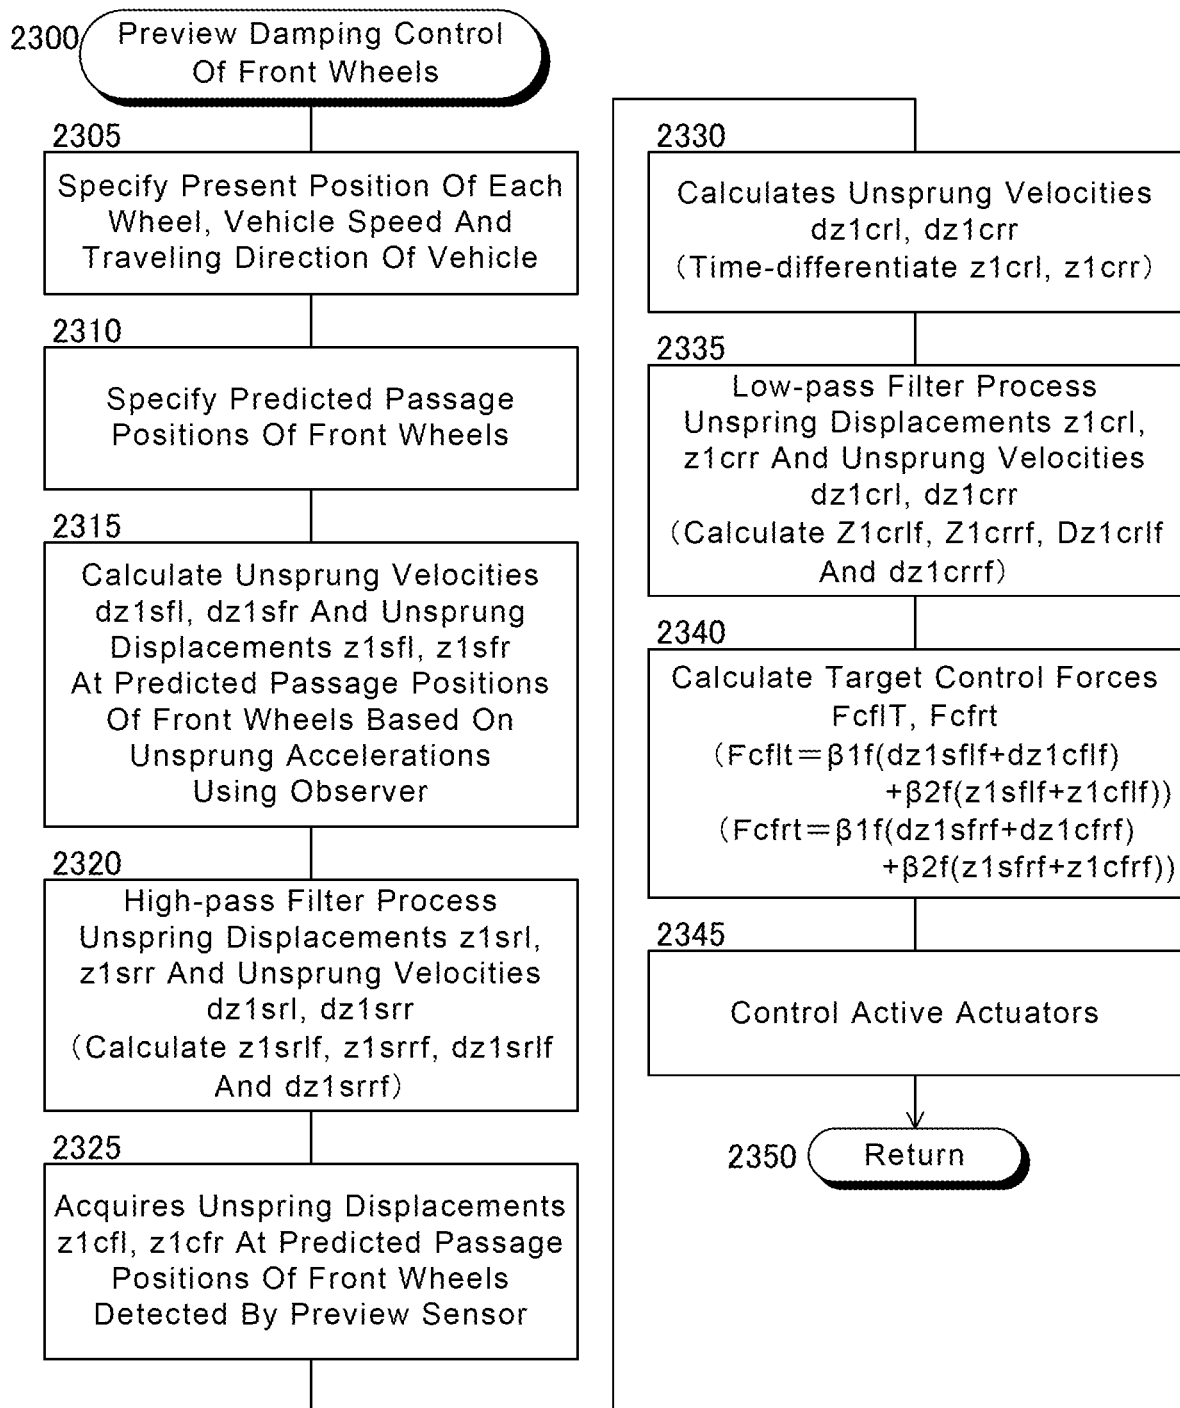 2300
Preview Damping Control
Of Front Wheels
2305
Specify Present Position Of Each
Wheel, Vehicle Speed And
Traveling Direction Of Vehicle
2310
Specify Predicted Passage
Positions Of Front Wheels
2315
Calculate Unsprung Velocities
dz1sfl, dz1sfr And Unsprung
Displacements z1sfl, z1sfr
At Predicted Passage Positions
Of Front Wheels Based On
Unsprung Accelerations
Using Observer
2320
High-pass Filter Process
Unspring Displacements z1srl,
z1srr And Unsprung Velocities
dz1srl, dz1srr
(Calculate z1srlf, z1srrf, dz1srlf
And dz1srrf)
2325
Acquires Unspring Displacements
z1cfl, z1cfr At Predicted Passage
Positions Of Front Wheels
Detected By Preview Sensor
2330
Calculates Unsprung Velocities
dz1crl, dz1crr
(Time-differentiate z1crl, z1crr)
2335
Low-pass Filter Process
Unspring Displacements z1crl,
z1crr And Unsprung Velocities
dz1crl, dz1crr
(Calculate Z1crlf, Z1crrf, Dz1crlf
And dz1crrf)
2340
Calculate Target Control Forces
FcflT, Fcfrt
(Fcflt=β1f(dz1sflf+dz1cflf)
+β2f(z1sflf+z1cflf))
(Fcfrt=β1f(dz1sfrf+dz1cfrf)
+β2f(z1sfrf+z1cfrf))
2345
Control Active Actuators
2350
Return